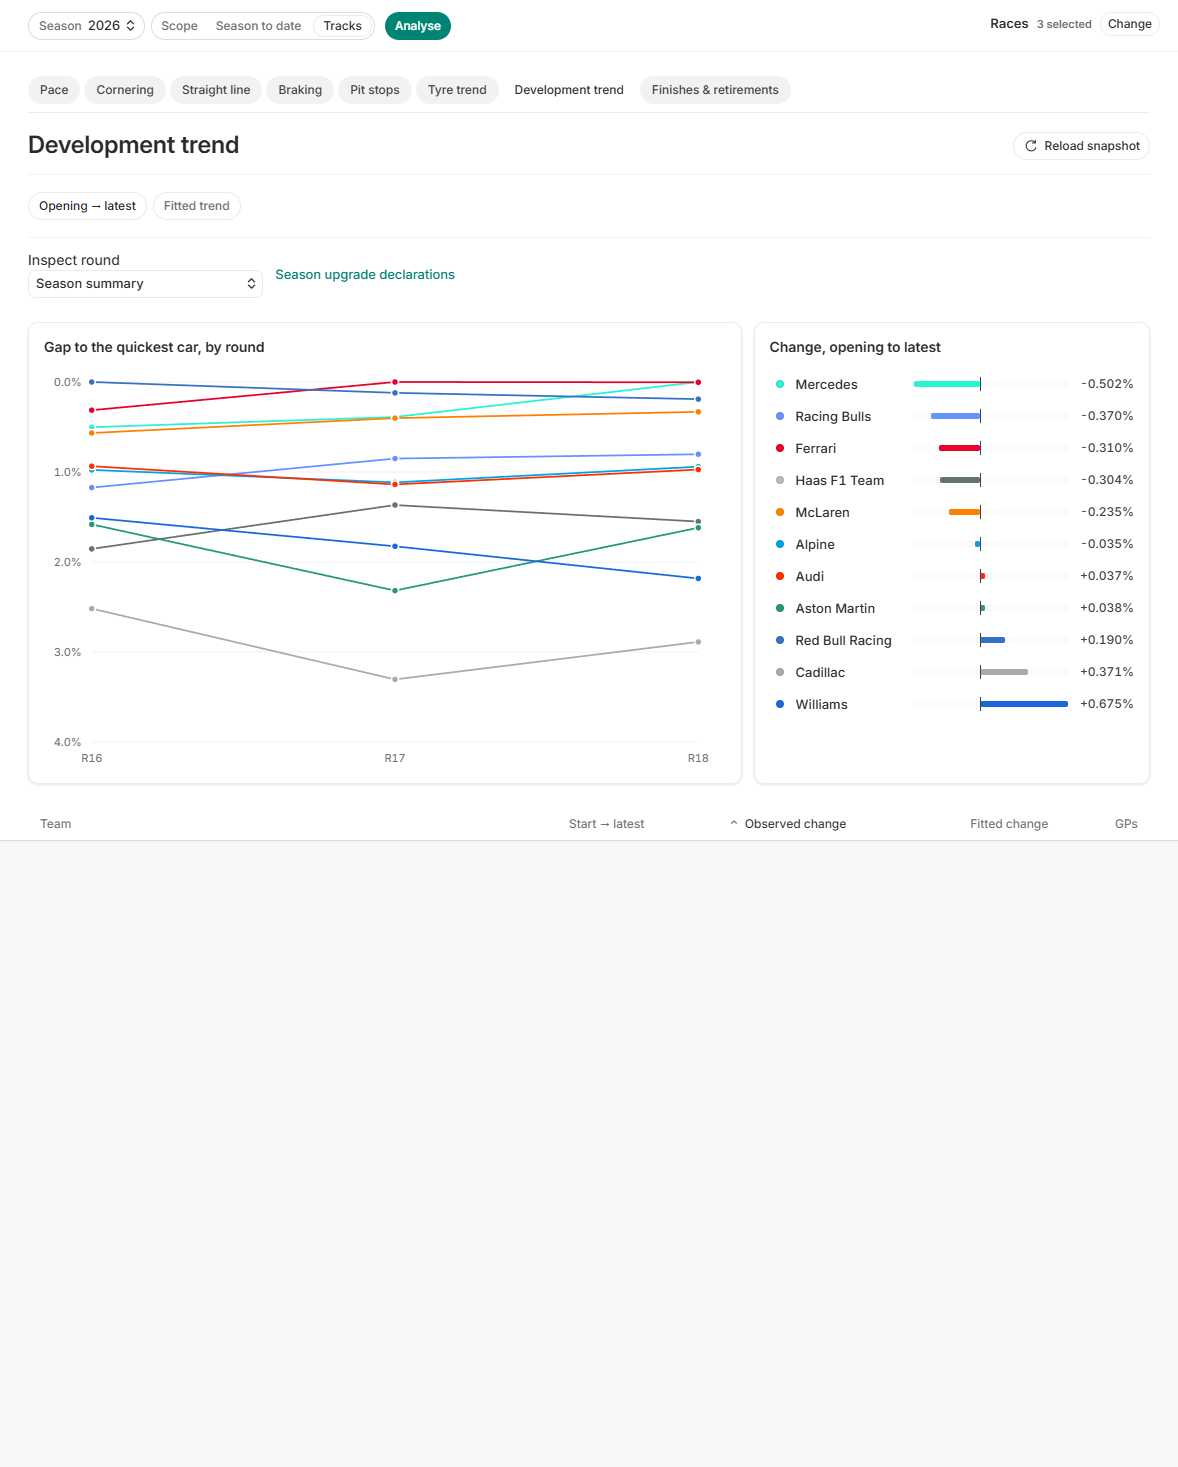 Season 2026
Scope Season to date Tracks
Analyse
Races 3 selected Change
Pace Cornering Straight line Braking Pit stops Tyre trend Development trend Finishes & retirements
Development trend
Reload snapshot
Opening → latest Fitted trend
Inspect round
Season summary
Season upgrade declarations
Gap to the quickest car, by round
0.0%
1.0%
2.0%
3.0%
4.0%
R16 R17 R18
Change, opening to latest
Mercedes -0.502%
Racing Bulls -0.370%
Ferrari -0.310%
Haas F1 Team -0.304%
McLaren -0.235%
Alpine -0.035%
Audi +0.037%
Aston Martin +0.038%
Red Bull Racing +0.190%
Cadillac +0.371%
Williams +0.675%
Team Start → latest Observed change Fitted change GPs